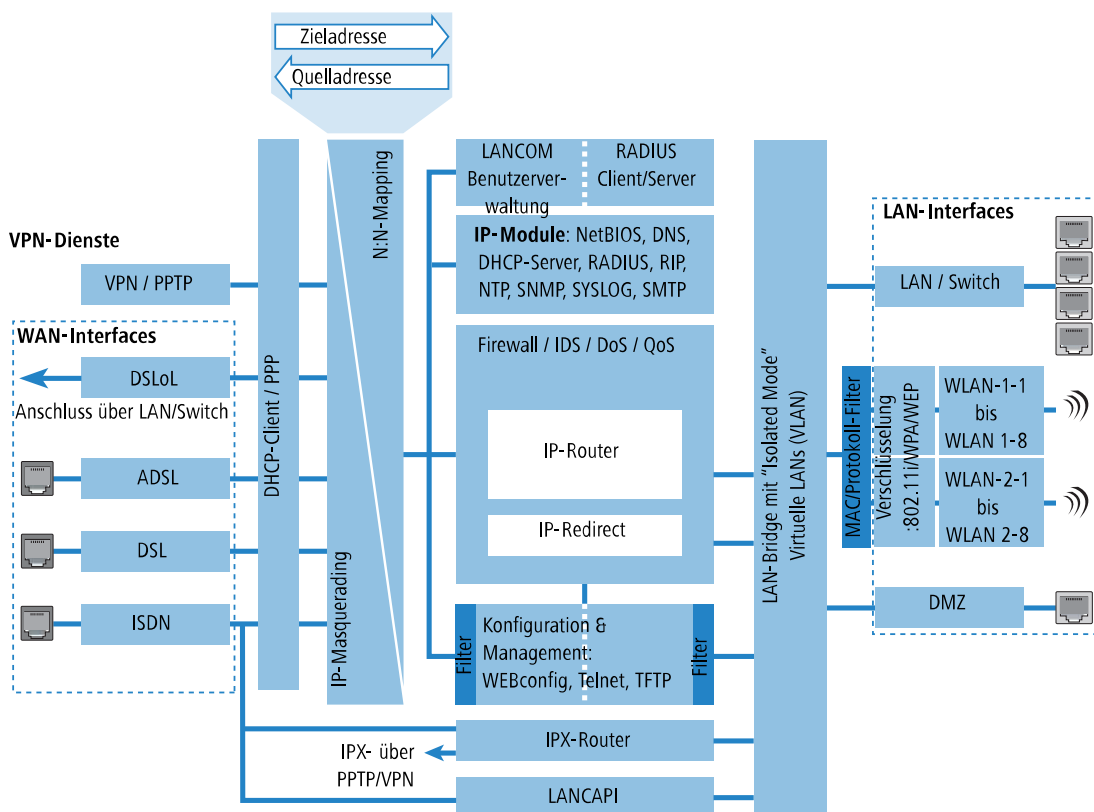 Zieladresse
Quelladresse
VPN-Dienste
VPN / PPTP
WAN-Interfaces
DSLoL
Anschluss über LAN/Switch
ADSL
DSL
ISDN
DHCP-Client / PPP
IP-Masquerading
N:N-Mapping
LANCOM
Benutzerver-
waltung
RADIUS
Client/Server
IP-Module: NetBIOS, DNS,
DHCP-Server, RADIUS, RIP,
NTP, SNMP, SYSLOG, SMTP
Firewall / IDS / DoS / QoS
IP-Router
IP-Redirect
Filter
Konfiguration &
Management:
WEBconfig, Telnet, TFTP
Filter
IPX-Router
IPX- über
PPTP/VPN
LANCAPI
LAN-Bridge mit "Isolated Mode"
Virtuelle LANs (VLAN)
LAN-Interfaces
LAN / Switch
MAC/Protokoll-Filter
Verschlüsselung
:802.11i/WPA/WEP
WLAN-1-1
bis
WLAN 1-8
WLAN-2-1
bis
WLAN 2-8
DMZ